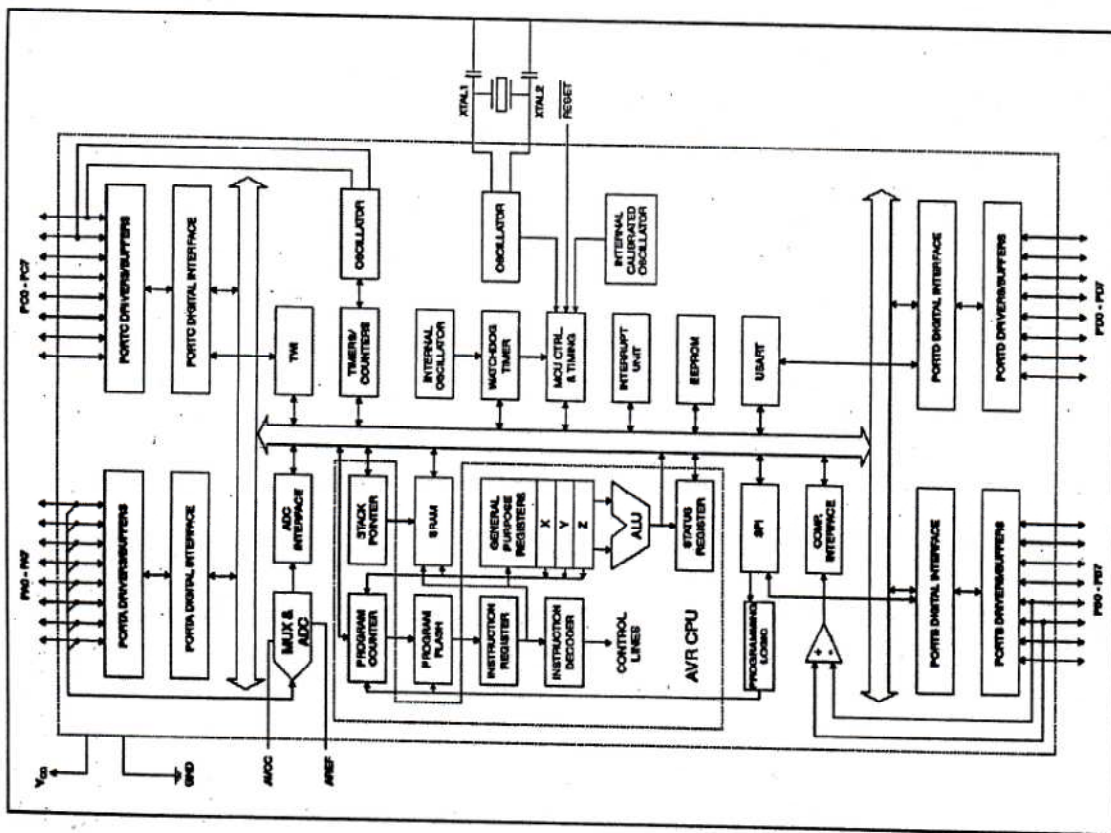 PA0 - PA7
PC0 - PC7
VCC
GND
PORTA DRIVERS/BUFFERS
PORTC DRIVERS/BUFFERS
PORTA DIGITAL INTERFACE
PORTC DIGITAL INTERFACE
AVCC
AREF
MUX &
ADC
ADC
INTERFACE
TWI
PROGRAM
COUNTER
STACK
POINTER
TIMERS/
COUNTERS
OSCILLATOR
PROGRAM
FLASH
SRAM
INTERNAL
OSCILLATOR
INSTRUCTION
REGISTER
GENERAL
PURPOSE
REGISTERS
X
Y
Z
WATCHDOG
TIMER
OSCILLATOR
XTAL1
XTAL2
RESET
INSTRUCTION
DECODER
MCU CTRL.
& TIMING
INTERNAL
CALIBRATED
OSCILLATOR
CONTROL
LINES
ALU
INTERRUPT
UNIT
AVR CPU
STATUS
REGISTER
EEPROM
PROGRAMMING
LOGIC
SPI
USART
+
-
COMP.
INTERFACE
PORTB DIGITAL INTERFACE
PORTD DIGITAL INTERFACE
PORTB DRIVERS/BUFFERS
PORTD DRIVERS/BUFFERS
PB0 - PB7
PD0 - PD7